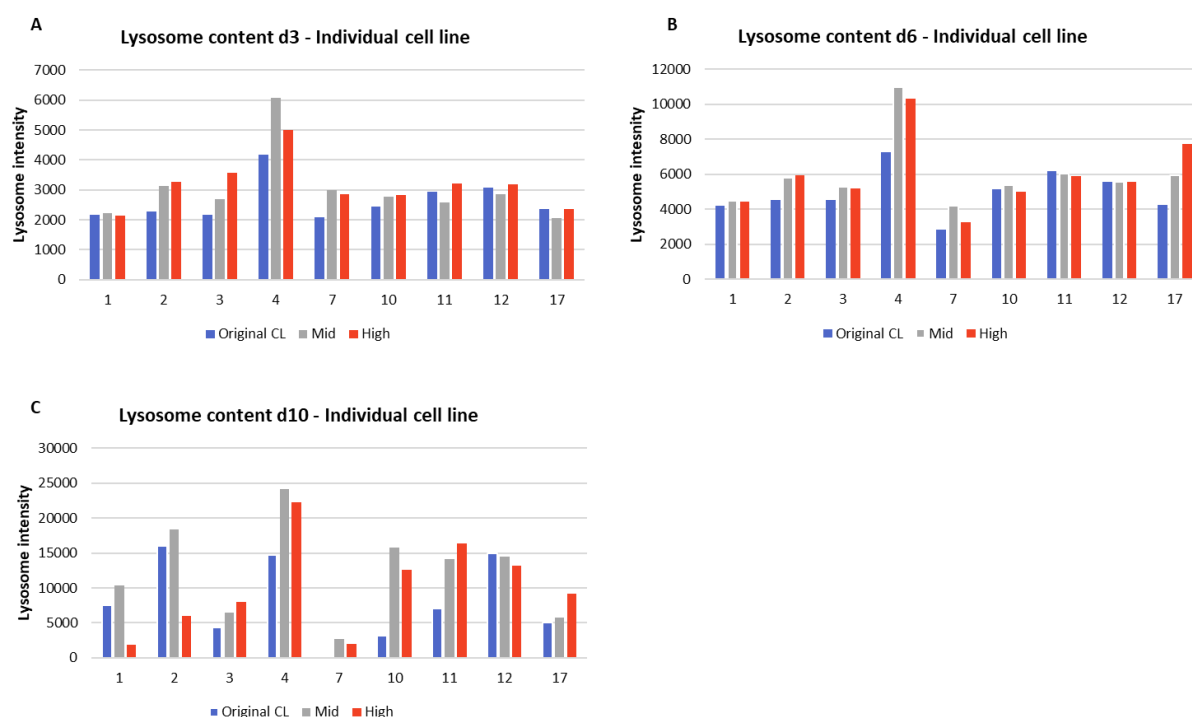 A
Lysosome content d3 - Individual cell line
7000
6000
5000
4000
3000
2000
1000
0
Lysosome intensity
1 2 3 4 7 10 11 12 17
Original CL Mid High
B
Lysosome content d6 - Individual cell line
12000
10000
8000
6000
4000
2000
0
Lysosome intesnity
1 2 3 4 7 10 11 12 17
Original CL Mid High
C
Lysosome content d10 - Individual cell line
30000
25000
20000
15000
10000
5000
0
Lysosome intensity
1 2 3 4 7 10 11 12 17
Original CL Mid High